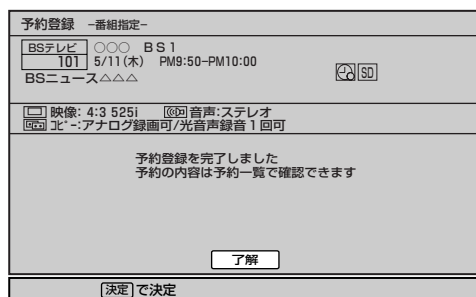 予約登録 −番組指定−
BSテレビ ○○○ BS1
101 5/11(木) PM9:50−PM10:00
BSニュース△△△
SD
映像: 4:3 525i 音声:ステレオ
コピー:アナログ録画可/光音声録音1回可
予約登録を完了しました
予約の内容は予約一覧で確認できます
了解
決定で決定